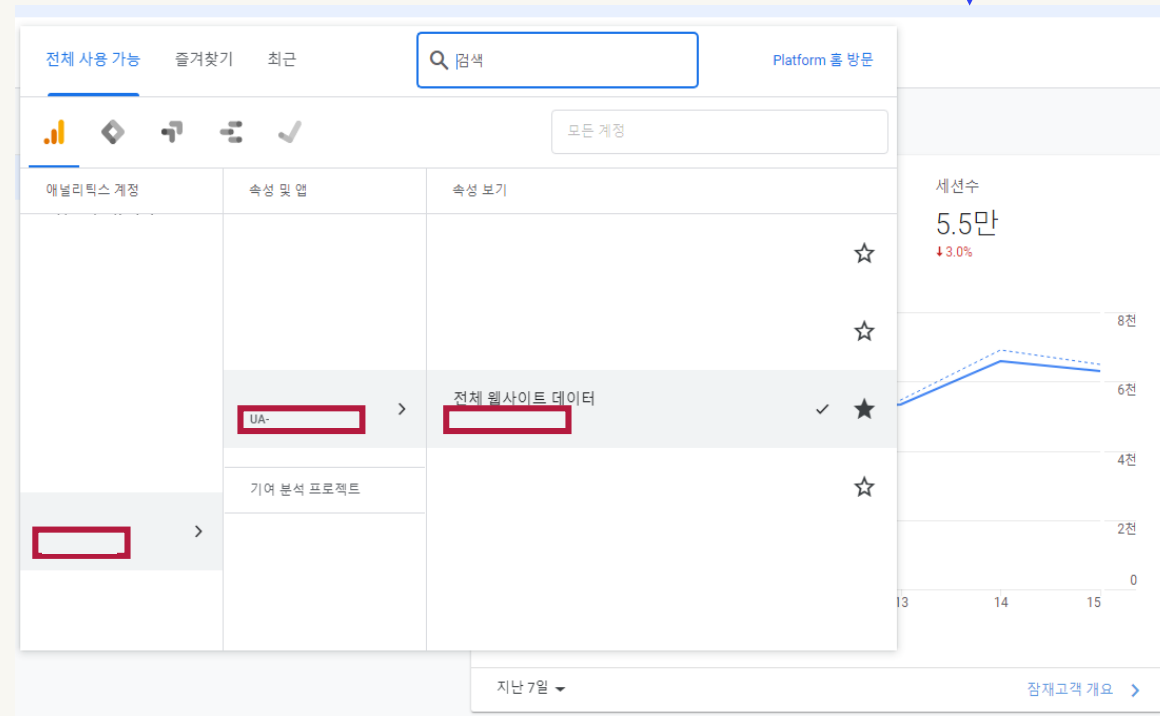 전체 사용 가능 즐겨찾기 최근 검색 Platform 홈 방문
모든 계정
애널리틱스 계정 속성 및 앱 속성 보기
세션수
5.5만
3.0%
8천
6천
전체 웹사이트 데이터
UA-
4천
기여 분석 프로젝트
2천
0
13 14 15
지난 7일 잠재고객 개요